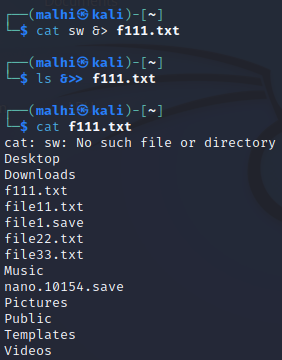 ┌──(malhi㉿kali)-[~]
└─$ cat sw &> f111.txt
┌──(malhi㉿kali)-[~]
└─$ ls &>> f111.txt
┌──(malhi㉿kali)-[~]
└─$ cat f111.txt
cat: sw: No such file or directory
Desktop
Downloads
f111.txt
file11.txt
file1.save
file22.txt
file33.txt
Music
nano.10154.save
Pictures
Public
Templates
Videos